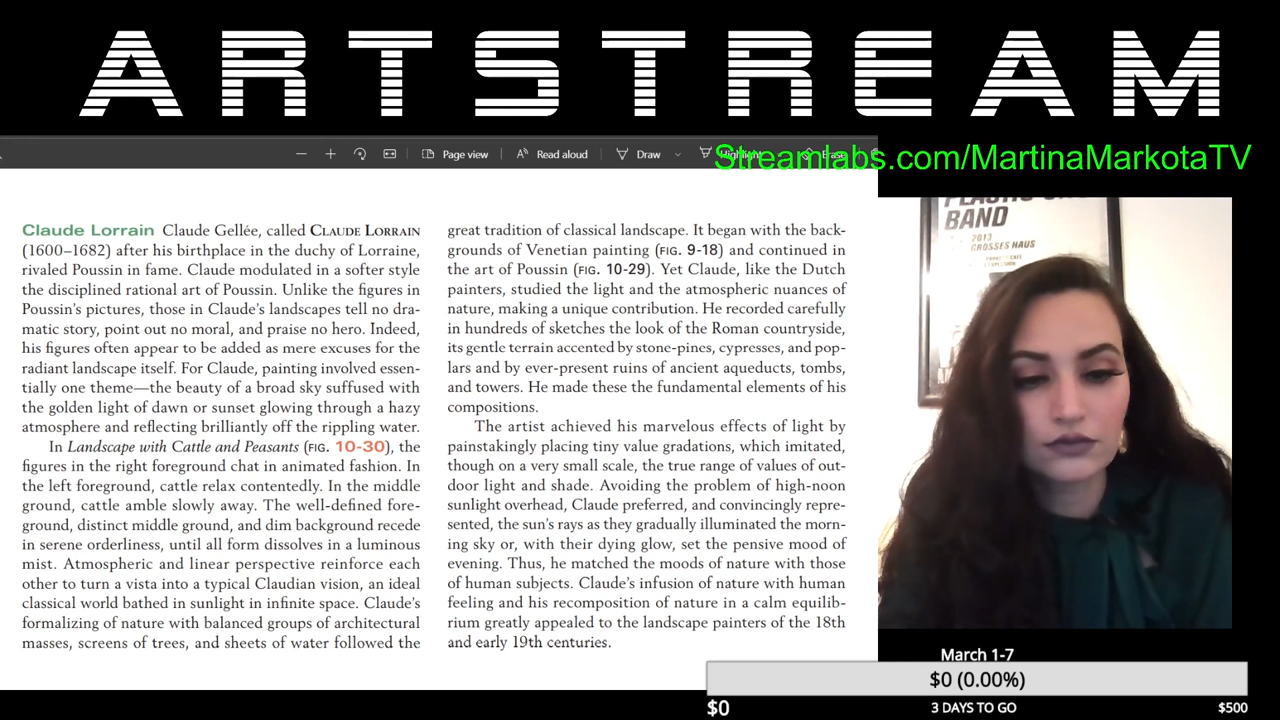 ARTSTREAM
Page view
Read aloud
Draw
Highlight
Erase
Streamlabs.com/MartinaMarkotaTV
Claude Lorrain Claude Gellée, called CLAUDE LORRAIN
(1600–1682) after his birthplace in the duchy of Lorraine,
rivaled Poussin in fame. Claude modulated in a softer style
the disciplined rational art of Poussin. Unlike the figures in
Poussin's pictures, those in Claude's landscapes tell no dra-
matic story, point out no moral, and praise no hero. Indeed,
his figures often appear to be added as mere excuses for the
radiant landscape itself. For Claude, painting involved essen-
tially one theme—the beauty of a broad sky suffused with
the golden light of dawn or sunset glowing through a hazy
atmosphere and reflecting brilliantly off the rippling water.
In Landscape with Cattle and Peasants (FIG. 10-30), the
figures in the right foreground chat in animated fashion. In
the left foreground, cattle relax contentedly. In the middle
ground, cattle amble slowly away. The well-defined fore-
ground, distinct middle ground, and dim background recede
in serene orderliness, until all form dissolves in a luminous
mist. Atmospheric and linear perspective reinforce each
other to turn a vista into a typical Claudian vision, an ideal
classical world bathed in sunlight in infinite space. Claude's
formalizing of nature with balanced groups of architectural
masses, screens of trees, and sheets of water followed the
great tradition of classical landscape. It began with the back-
grounds of Venetian painting (FIG. 9-18) and continued in
the art of Poussin (FIG. 10-29). Yet Claude, like the Dutch
painters, studied the light and the atmospheric nuances of
nature, making a unique contribution. He recorded carefully
in hundreds of sketches the look of the Roman countryside,
its gentle terrain accented by stone-pines, cypresses, and pop-
lars and by ever-present ruins of ancient aqueducts, tombs,
and towers. He made these the fundamental elements of his
compositions.
The artist achieved his marvelous effects of light by
painstakingly placing tiny value gradations, which imitated,
though on a very small scale, the true range of values of out-
door light and shade. Avoiding the problem of high-noon
sunlight overhead, Claude preferred, and convincingly repre-
sented, the sun's rays as they gradually illuminated the morn-
ing sky or, with their dying glow, set the pensive mood of
evening. Thus, he matched the moods of nature with those
of human subjects. Claude's infusion of nature with human
feeling and his recomposition of nature in a calm equilib-
rium greatly appealed to the landscape painters of the 18th
and early 19th centuries.
BAND
2013
GROSSES HAUS
March 1-7
$0 (0.00%)
$0
3 DAYS TO GO
$500